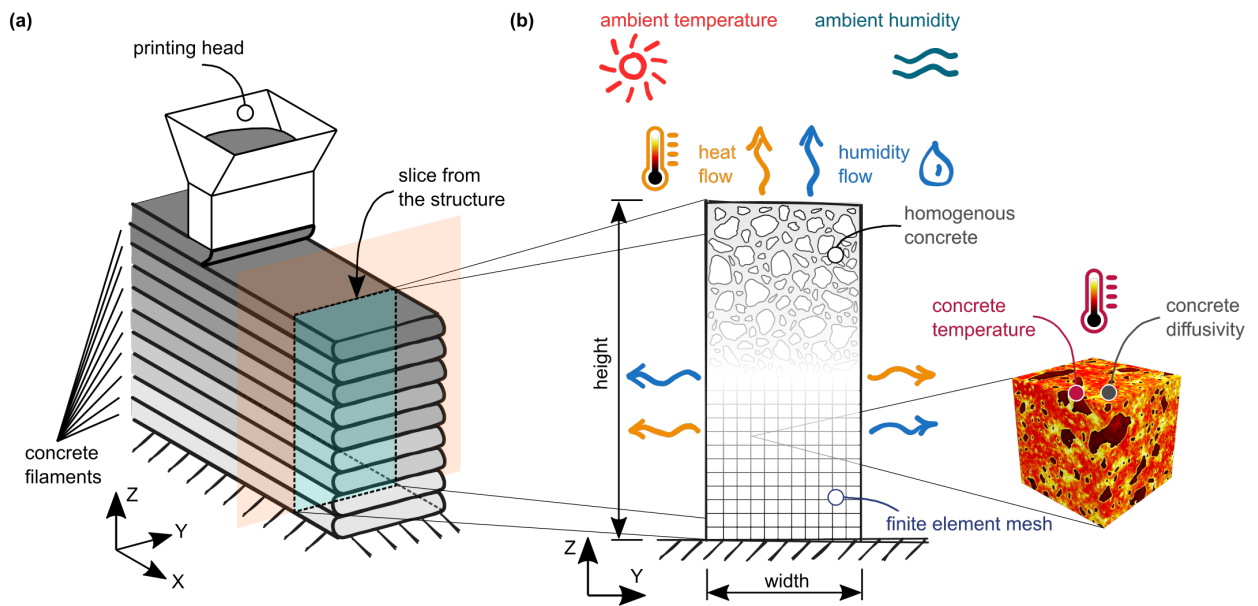 (a)
printing head
slice from
the structure
concrete
filaments
Z
Y
X
(b)
ambient temperature
ambient humidity
heat
flow
humidity
flow
homogenous
concrete
height
concrete
temperature
concrete
diffusivity
finite element mesh
Z
Y
width